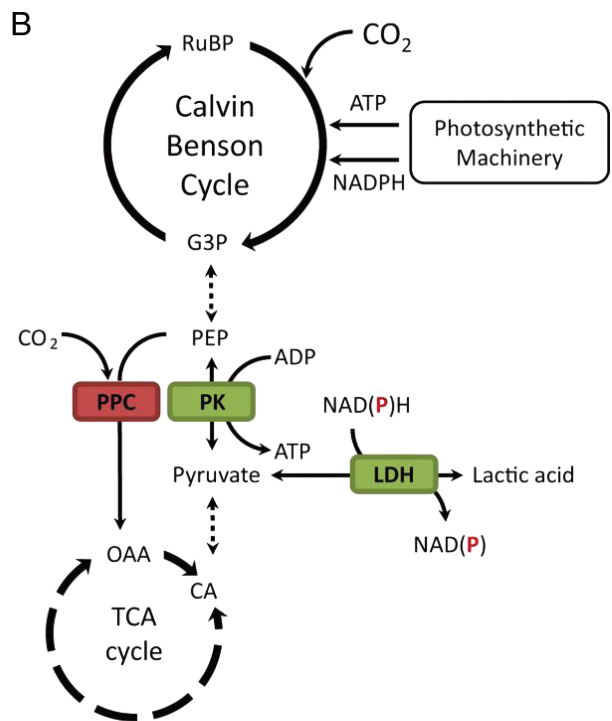 B
RuBP
CO2
Calvin
Benson
Cycle
ATP
NADPH
Photosynthetic
Machinery
G3P
PEP
CO2
ADP
PPC
PK
NAD(P)H
ATP
Pyruvate
LDH
Lactic acid
NAD(P)
OAA
CA
TCA
cycle